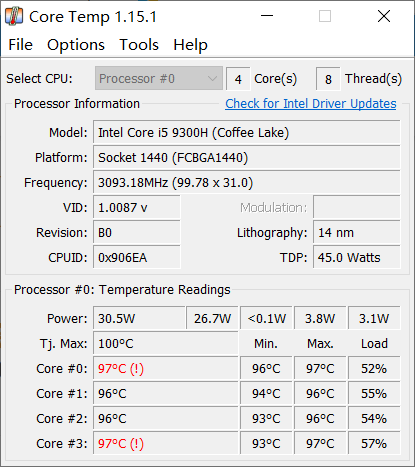 Core Temp 1.15.1
File Options Tools Help
Select CPU: Processor #0 4 Core(s) 8 Thread(s)
Processor Information Check for Intel Driver Updates
Model: Intel Core i5 9300H (Coffee Lake)
Platform: Socket 1440 (FCBGA1440)
Frequency: 3093.18MHz (99.78 x 31.0)
VID: 1.0087 v Modulation:
Revision: B0 Lithography: 14 nm
CPUID: 0x906EA TDP: 45.0 Watts
Processor #0: Temperature Readings
Power: 30.5W 26.7W <0.1W 3.8W 3.1W
Tj. Max: 100°C Min. Max. Load
Core #0: 97°C (!) 96°C 97°C 52%
Core #1: 96°C 94°C 96°C 55%
Core #2: 96°C 93°C 96°C 54%
Core #3: 97°C (!) 93°C 97°C 57%